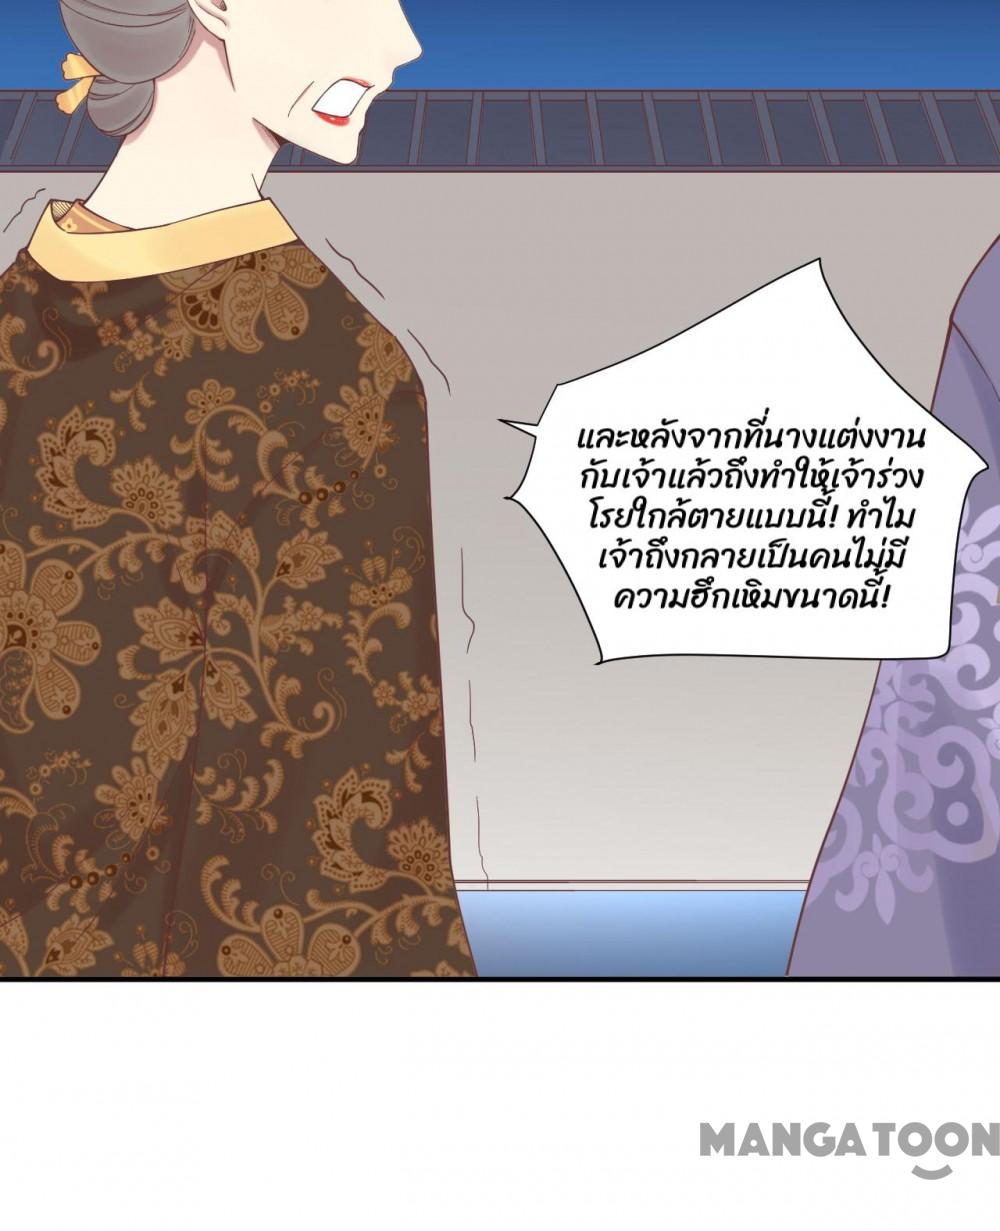 และหลังจากที่นางแต่งงาน
กับเจ้าแล้วถึงทำให้เจ้าร่วง
โรยใกล้ตายแบบนี้! ทำไม
เจ้าถึงกลายเป็นคนไม่มี
ความฮึกเหิมขนาดนี้!
MANGATOON